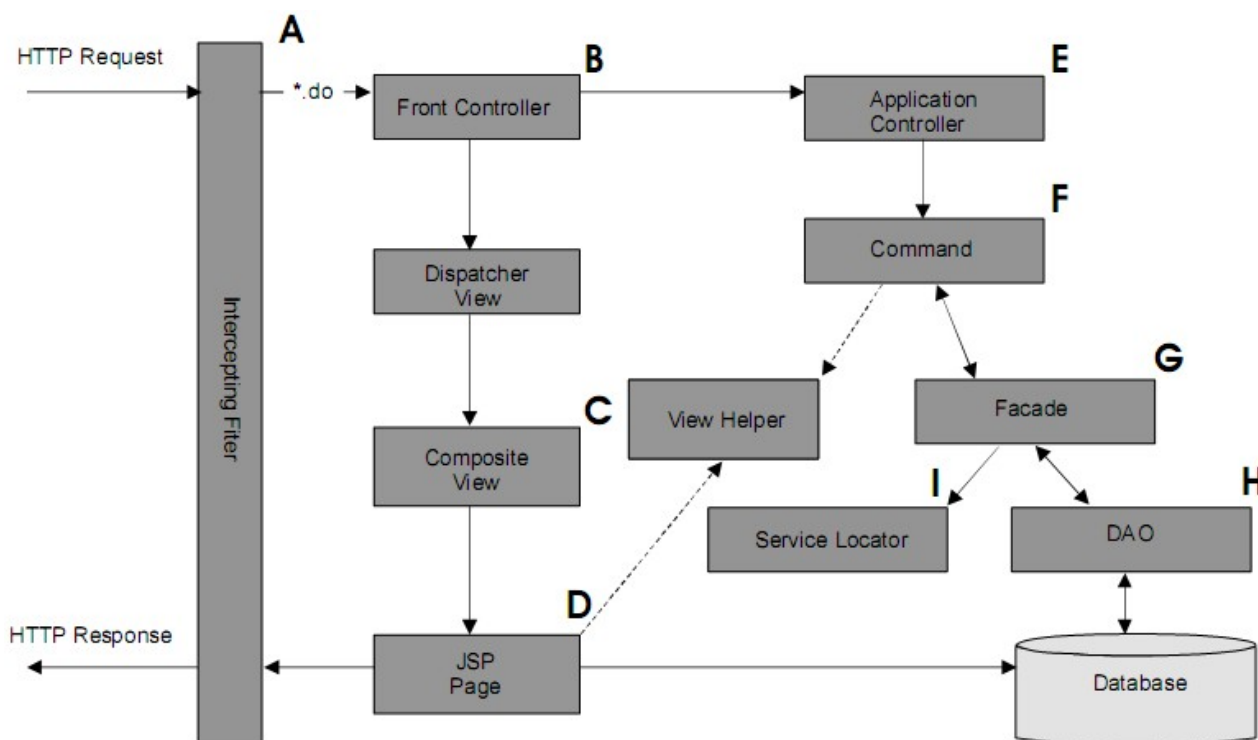 A
HTTP Request
*.do
B
Front Controller
E
Application
Controller
F
Command
Dispatcher
View
Intercepting Fiter
C
View Helper
G
Facade
Composite
View
I
Service Locator
H
DAO
D
HTTP Response
JSP
Page
Database